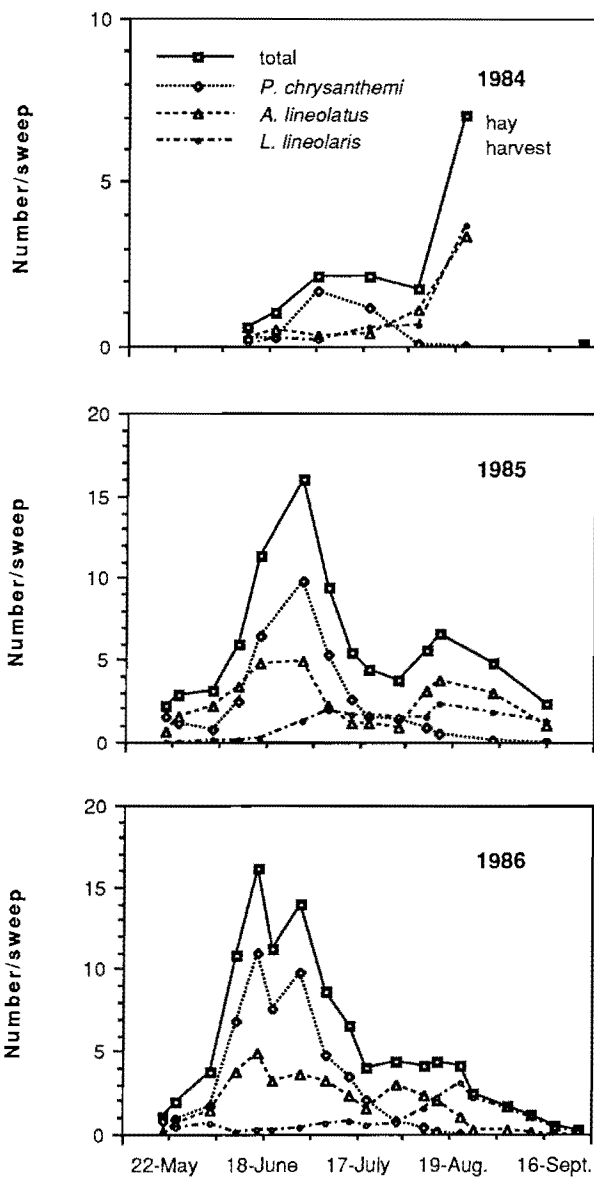 10
5
0
Number/sweep
total
P. chrysanthemi
A. lineolatus
L. lineolaris
1984
hay
harvest
20
15
10
5
0
Number/sweep
1985
20
15
10
5
0
Number/sweep
1986
22-May 18-June 17-July 19-Aug. 16-Sept.